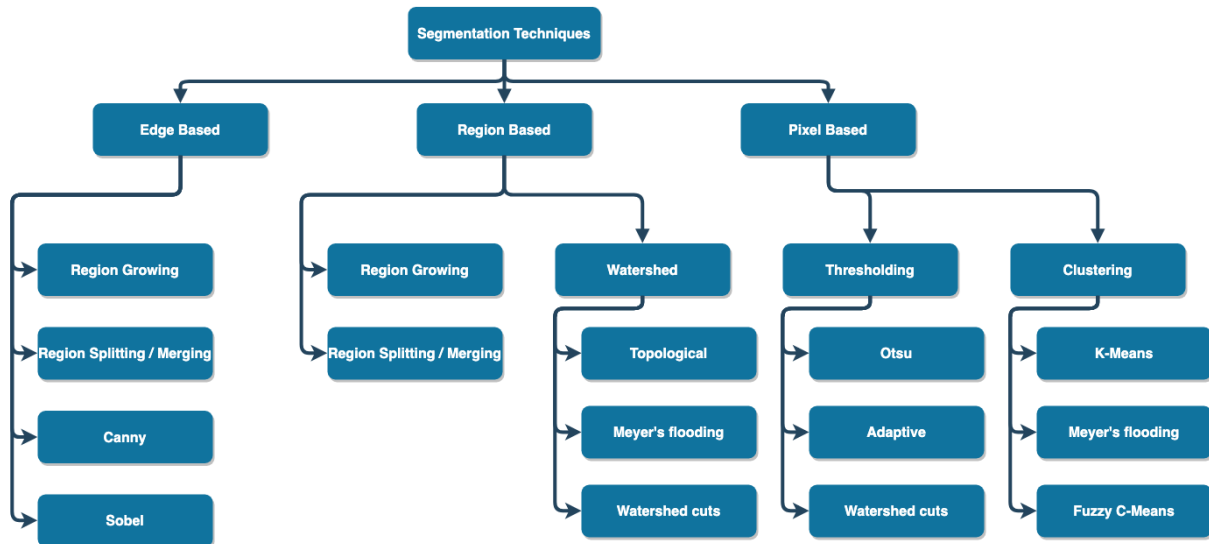 Segmentation Techniques
Edge Based
Region Based
Pixel Based
Region Growing
Region Growing
Watershed
Thresholding
Clustering
Region Splitting / Merging
Region Splitting / Merging
Topological
Otsu
K-Means
Canny
Meyer's flooding
Adaptive
Meyer's flooding
Sobel
Watershed cuts
Watershed cuts
Fuzzy C-Means